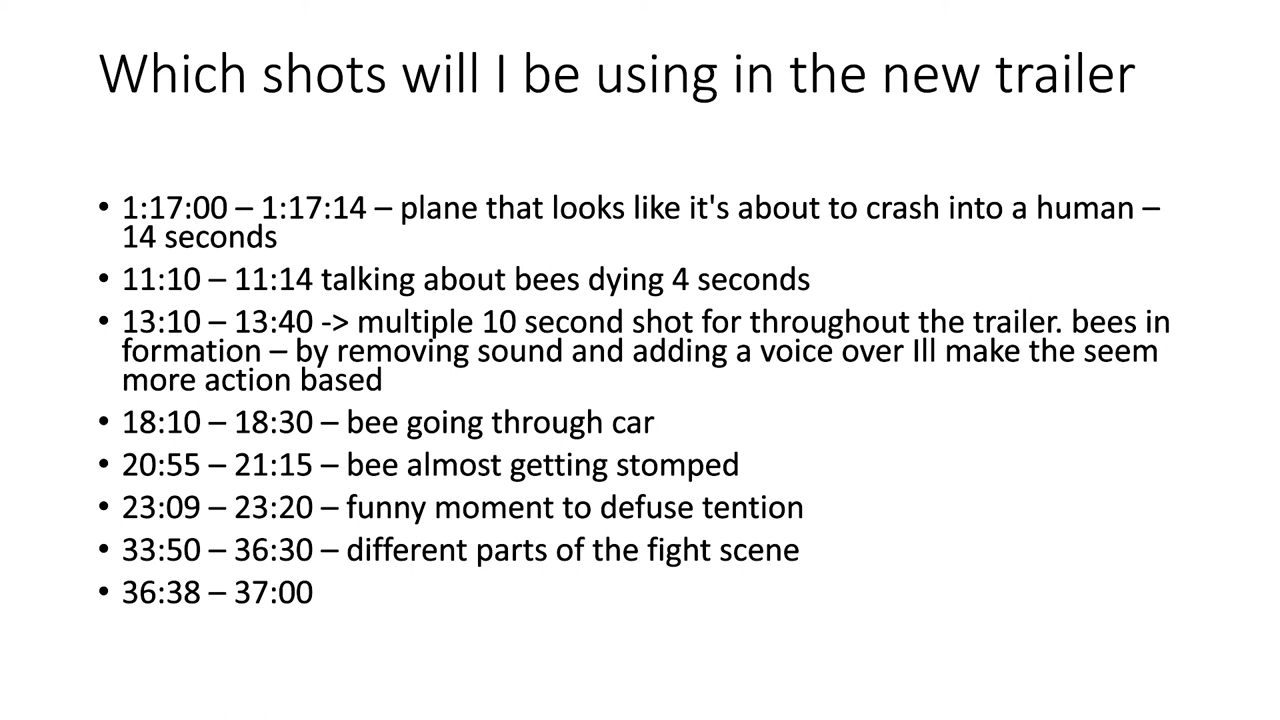 Which shots will I be using in the new trailer
• 1:17:00 – 1:17:14 – plane that looks like it's about to crash into a human –
14 seconds
• 11:10 – 11:14 talking about bees dying 4 seconds
• 13:10 – 13:40 -> multiple 10 second shot for throughout the trailer. bees in
formation – by removing sound and adding a voice over Ill make the seem
more action based
• 18:10 – 18:30 – bee going through car
• 20:55 – 21:15 – bee almost getting stomped
• 23:09 – 23:20 – funny moment to defuse tention
• 33:50 – 36:30 – different parts of the fight scene
• 36:38 – 37:00